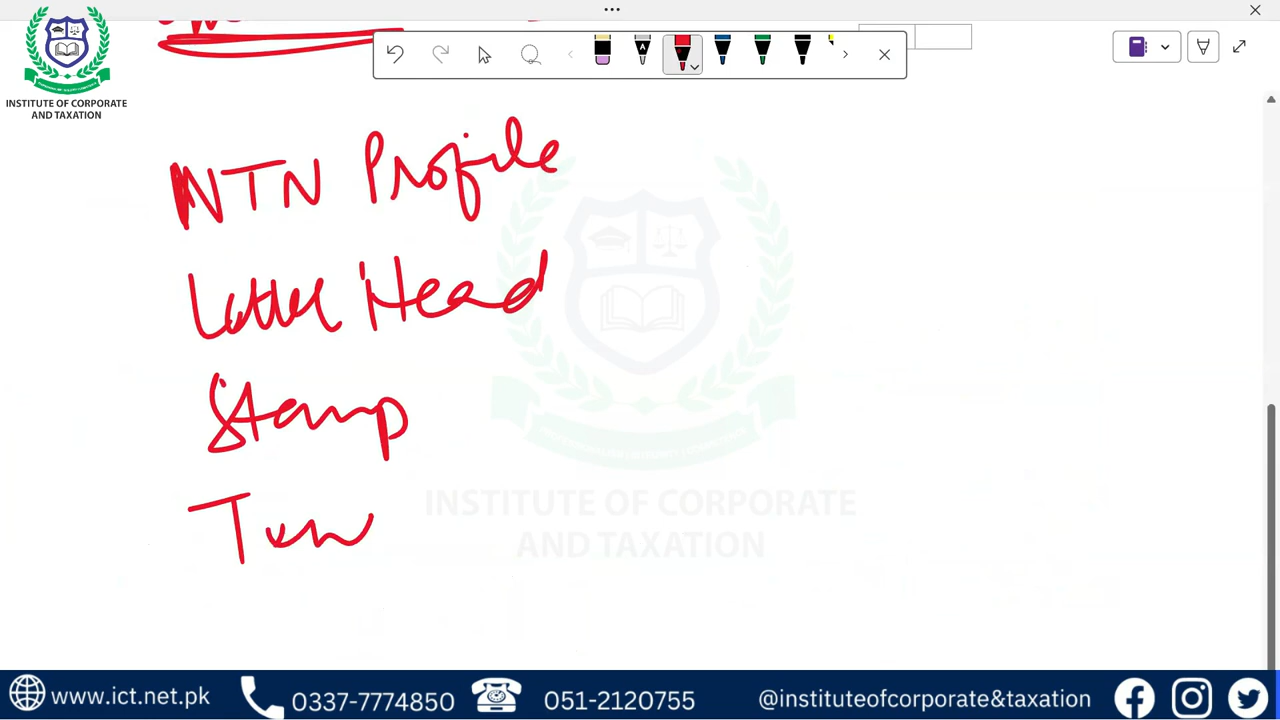 INSTITUTE OF CORPORATE
AND TAXATION
NTN Profile
Letter Head
Stamp
INSTITUTE OF CORPORATE
AND TAXATION
www.ict.net.pk 0337-7774850 051-2120755 @instituteofcorporate&taxation